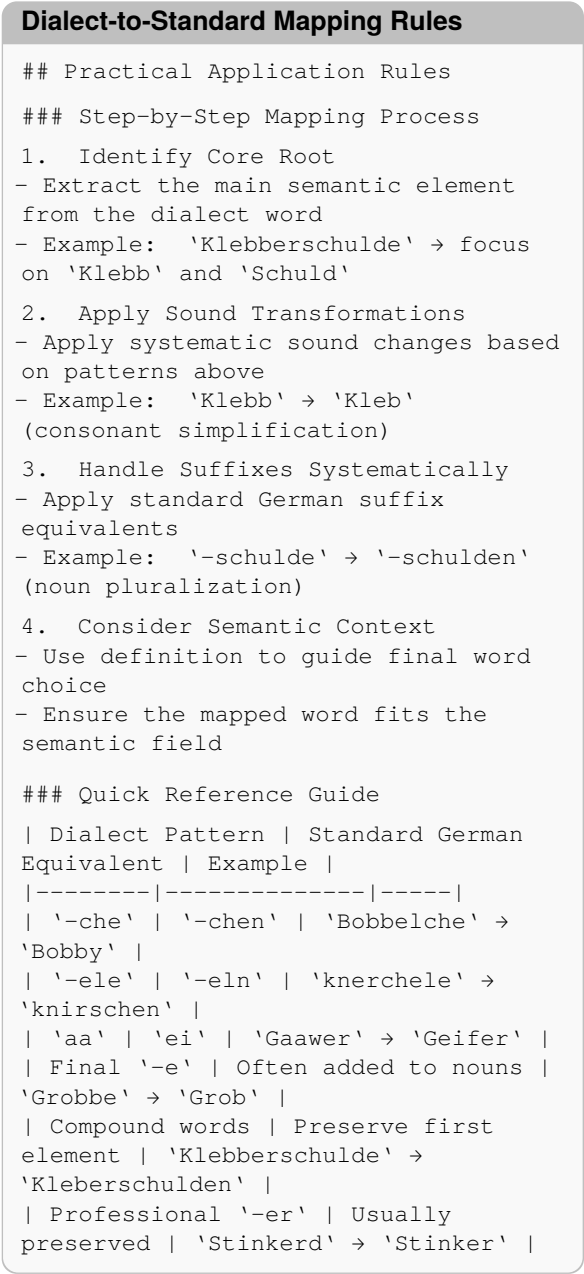 Dialect-to-Standard Mapping Rules
## Practical Application Rules
### Step-by-Step Mapping Process
1. Identify Core Root
- Extract the main semantic element
from the dialect word
- Example: ‘Klebberschulde‘ → focus
on ‘Klebb‘ and ‘Schuld‘
2. Apply Sound Transformations
- Apply systematic sound changes based
on patterns above
- Example: ‘Klebb‘ → ‘Kleb‘
(consonant simplification)
3. Handle Suffixes Systematically
- Apply standard German suffix
equivalents
- Example: ‘-schulde‘ → ‘-schulden‘
(noun pluralization)
4. Consider Semantic Context
- Use definition to guide final word
choice
- Ensure the mapped word fits the
semantic field
### Quick Reference Guide
| Dialect Pattern | Standard German
Equivalent | Example |
|--------|--------------|-----|
| ‘-che‘ | ‘-chen‘ | ‘Bobbelche‘ →
‘Bobby‘ |
| ‘-ele‘ | ‘-eln‘ | ‘knerchele‘ →
‘knirschen‘ |
| ‘aa‘ | ‘ei‘ | ‘Gaawer‘ → ‘Geifer‘ |
| Final ‘-e‘ | Often added to nouns |
‘Grobbe‘ → ‘Grob‘ |
| Compound words | Preserve first
element | ‘Klebberschulde‘ →
‘Kleberschulden‘ |
| Professional ‘-er‘ | Usually
preserved | ‘Stinkerd‘ → ‘Stinker‘ |